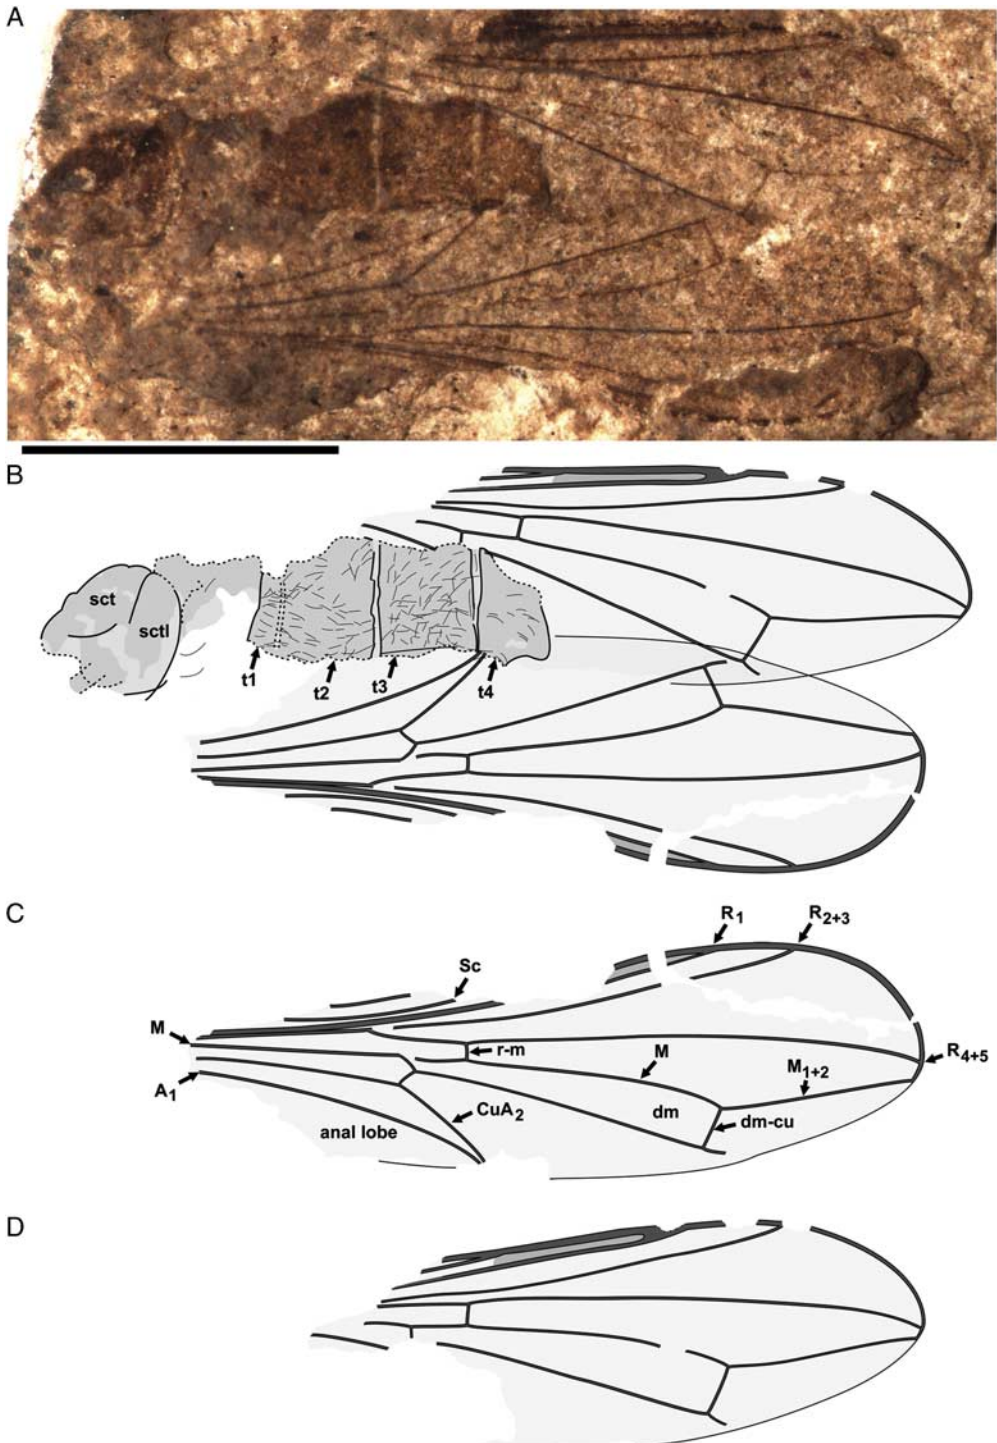 A
B
sct
sctl
t1
t2
t3
t4
C
R1
R2+3
Sc
M
r-m
M
M1+2
R4+5
A1
CuA2
dm
dm-cu
anal lobe
D